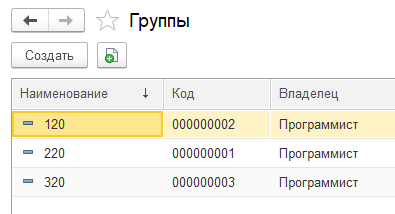 Группы
Создать
Наименование ↓ Код Владелец
120 000000002 Программист
220 000000001 Программист
320 000000003 Программист